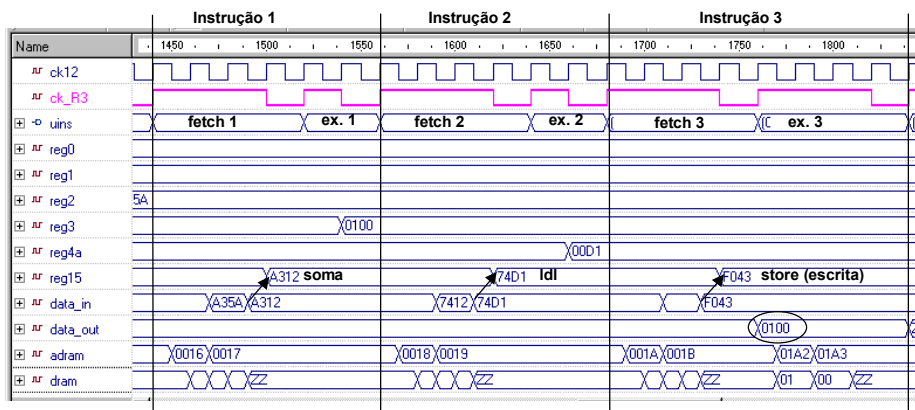 Instrução 1 Instrução 2 Instrução 3
Name 1450 1500 1550 1600 1650 1700 1750 1800
ck12
ck_R3
uins fetch 1 ex. 1 fetch 2 ex. 2 fetch 3 ex. 3
reg0
reg1
reg2 5A
reg3 0100
reg4a 00D1
reg15 A312 soma 74D1 ldl F043 store (escrita)
data_in A35A A312 7412 74D1 F043
data_out 0100
adram 0016 0017 0018 0019 001A 001B 01A2 01A3
dram ZZ ZZ ZZ 01 00 ZZ